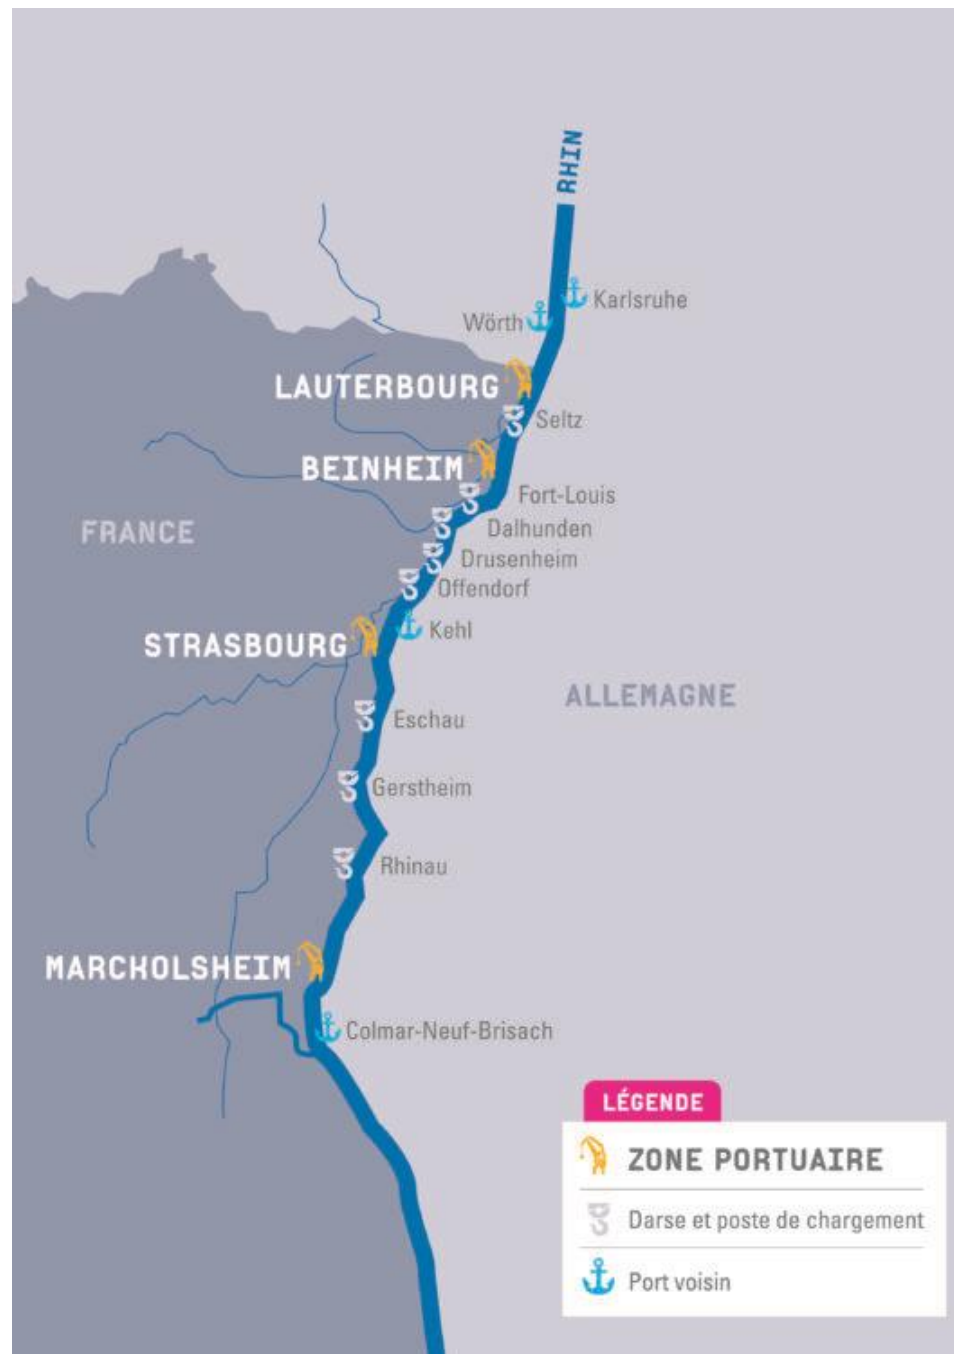 RHIN
Karlsruhe
Wörth
LAUTERBOURG
Seltz
BEINHEIM
Fort-Louis
FRANCE
Dalhunden
Drusenheim
Offendorf
Kehl
STRASBOURG
ALLEMAGNE
Eschau
Gerstheim
Rhinau
MARCKOLSHEIM
Colmar-Neuf-Brisach
LÉGENDE
ZONE PORTUAIRE
Darse et poste de chargement
Port voisin